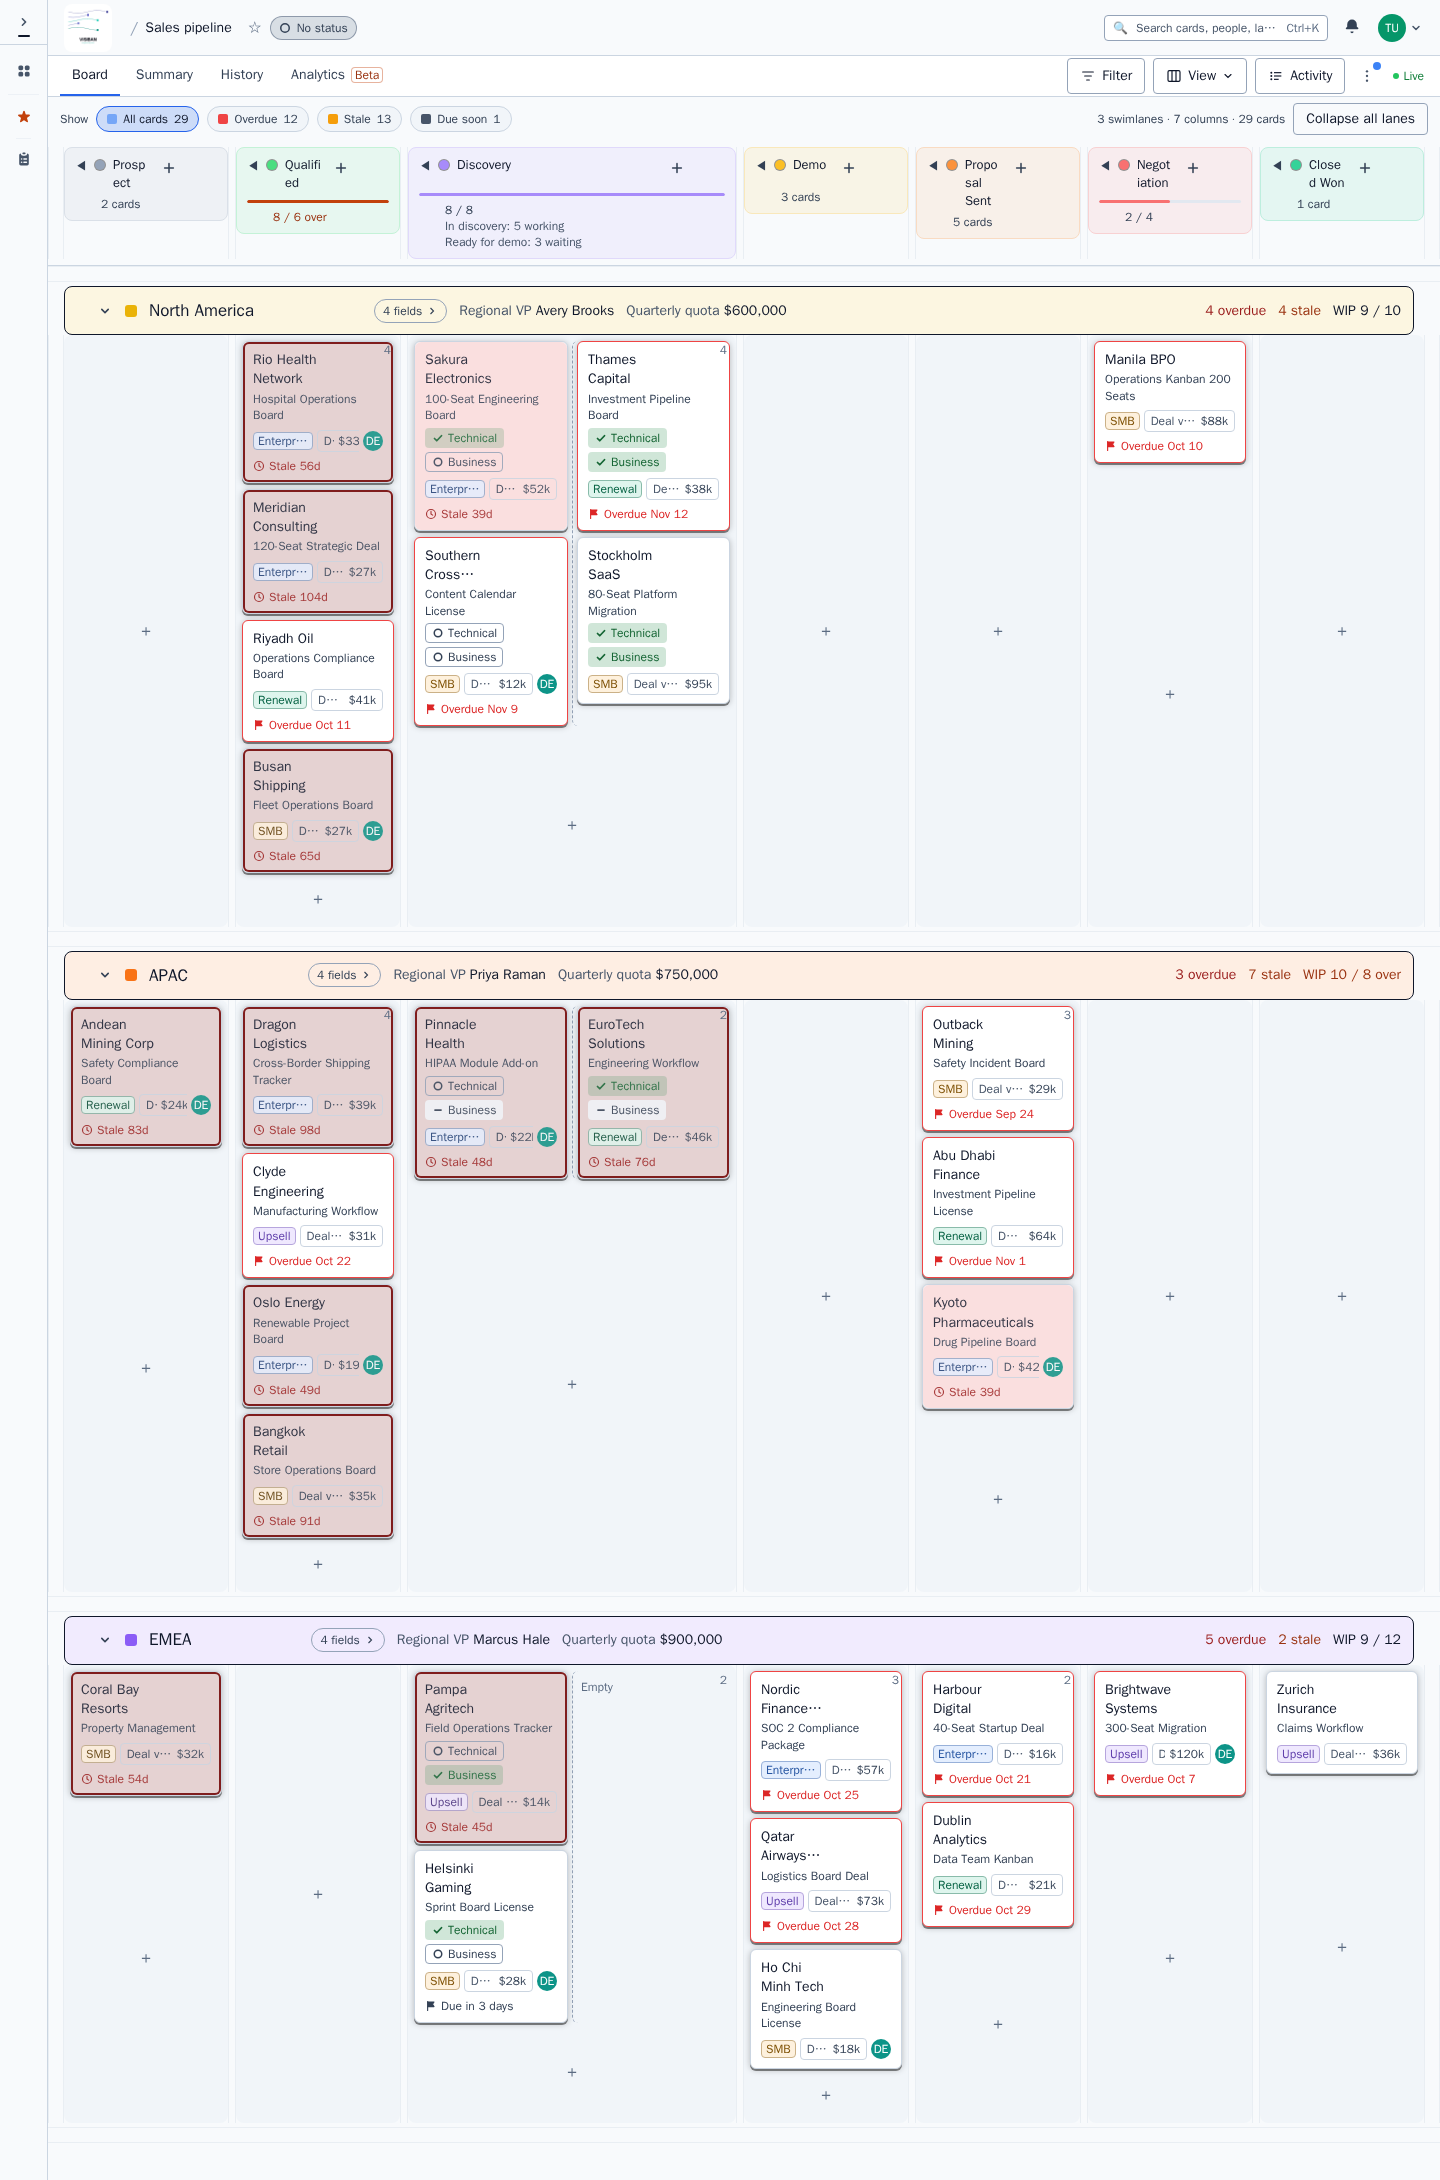 / Sales pipeline ☆ No status
Search cards, people, la··· Ctrl+K
TU
Board Summary History Analytics Beta
Filter View Activity Live
Show All cards 29 Overdue 12 Stale 13 Due soon 1
3 swimlanes · 7 columns · 29 cards Collapse all lanes
Prosp
ect
2 cards
Qualifi
ed
8 / 6 over
Discovery
8 / 8
In discovery: 5 working
Ready for demo: 3 waiting
Demo
3 cards
Propo
sal
Sent
5 cards
Negot
iation
2 / 4
Close
d Won
1 card
North America 4 fields Regional VP Avery Brooks Quarterly quota $600,000 4 overdue 4 stale WIP 9 / 10
4
Rio Health
Network
Hospital Operations
Board
Enterpr··· D· $33 DE
Stale 56d
Meridian
Consulting
120-Seat Strategic Deal
Enterpr··· D··· $27k
Stale 104d
Riyadh Oil
Operations Compliance
Board
Renewal D··· $41k
Overdue Oct 11
Busan
Shipping
Fleet Operations Board
SMB D··· $27k DE
Stale 65d
Sakura
Electronics
100-Seat Engineering
Board
Technical
Business
Enterpr··· D··· $52k
Stale 39d
Southern
Cross···
Content Calendar
License
Technical
Business
SMB D··· $12k DE
Overdue Nov 9
4
Thames
Capital
Investment Pipeline
Board
Technical
Business
Renewal De··· $38k
Overdue Nov 12
Stockholm
SaaS
80-Seat Platform
Migration
Technical
Business
SMB Deal v··· $95k
Manila BPO
Operations Kanban 200
Seats
SMB Deal v··· $88k
Overdue Oct 10
APAC 4 fields Regional VP Priya Raman Quarterly quota $750,000 3 overdue 7 stale WIP 10 / 8 over
Andean
Mining Corp
Safety Compliance
Board
Renewal D· $24k DE
Stale 83d
4
Dragon
Logistics
Cross-Border Shipping
Tracker
Enterpr··· D··· $39k
Stale 98d
Clyde
Engineering
Manufacturing Workflow
Upsell Deal··· $31k
Overdue Oct 22
Oslo Energy
Renewable Project
Board
Enterpr··· D· $19 DE
Stale 49d
Bangkok
Retail
Store Operations Board
SMB Deal v··· $35k
Stale 91d
Pinnacle
Health
HIPAA Module Add-on
Technical
Business
Enterpr··· D· $22 DE
Stale 48d
2
EuroTech
Solutions
Engineering Workflow
Technical
Business
Renewal De··· $46k
Stale 76d
3
Outback
Mining
Safety Incident Board
SMB Deal v··· $29k
Overdue Sep 24
Abu Dhabi
Finance
Investment Pipeline
License
Renewal D··· $64k
Overdue Nov 1
Kyoto
Pharmaceuticals
Drug Pipeline Board
Enterpr··· D· $42 DE
Stale 39d
EMEA 4 fields Regional VP Marcus Hale Quarterly quota $900,000 5 overdue 2 stale WIP 9 / 12
Coral Bay
Resorts
Property Management
SMB Deal v··· $32k
Stale 54d
Pampa
Agritech
Field Operations Tracker
Technical
Business
Upsell Deal ··· $14k
Stale 45d
Helsinki
Gaming
Sprint Board License
Technical
Business
SMB D··· $28k DE
Due in 3 days
Empty 2
3
Nordic
Finance···
SOC 2 Compliance
Package
Enterpr··· D··· $57k
Overdue Oct 25
Qatar
Airways···
Logistics Board Deal
Upsell Deal··· $73k
Overdue Oct 28
Ho Chi
Minh Tech
Engineering Board
License
SMB D··· $18k DE
2
Harbour
Digital
40-Seat Startup Deal
Enterpr··· D··· $16k
Overdue Oct 21
Dublin
Analytics
Data Team Kanban
Renewal D··· $21k
Overdue Oct 29
Brightwave
Systems
300-Seat Migration
Upsell D $120k DE
Overdue Oct 7
Zurich
Insurance
Claims Workflow
Upsell Deal··· $36k